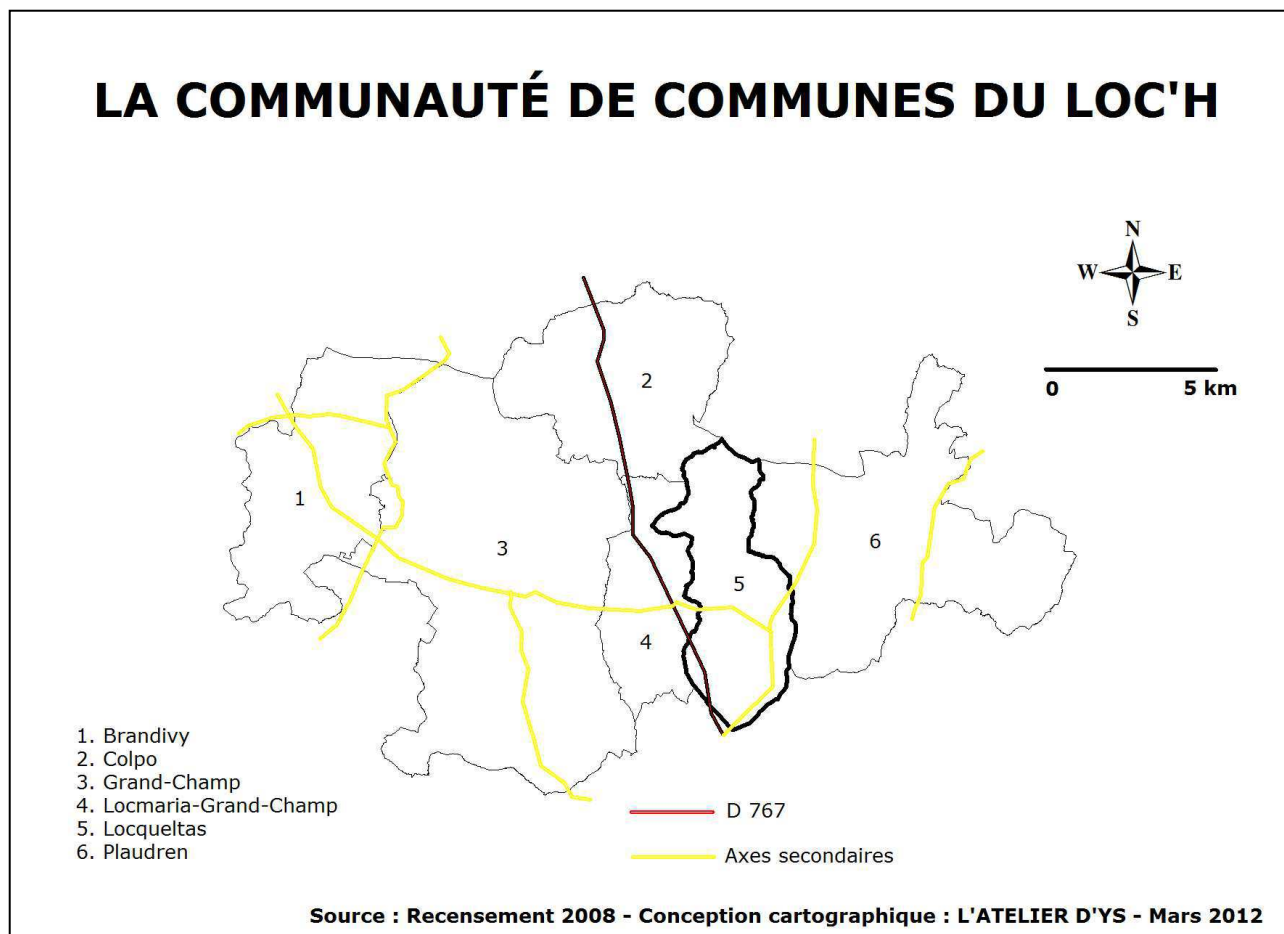 LA COMMUNAUTÉ DE COMMUNES DU LOC'H
N
W E
S
0 5 km
2
1
3
6
5
4
1. Brandivy
2. Colpo
3. Grand-Champ
4. Locmaria-Grand-Champ
5. Locqueltas
6. Plaudren
D 767
Axes secondaires
Source : Recensement 2008 - Conception cartographique : L'ATELIER D'YS - Mars 2012